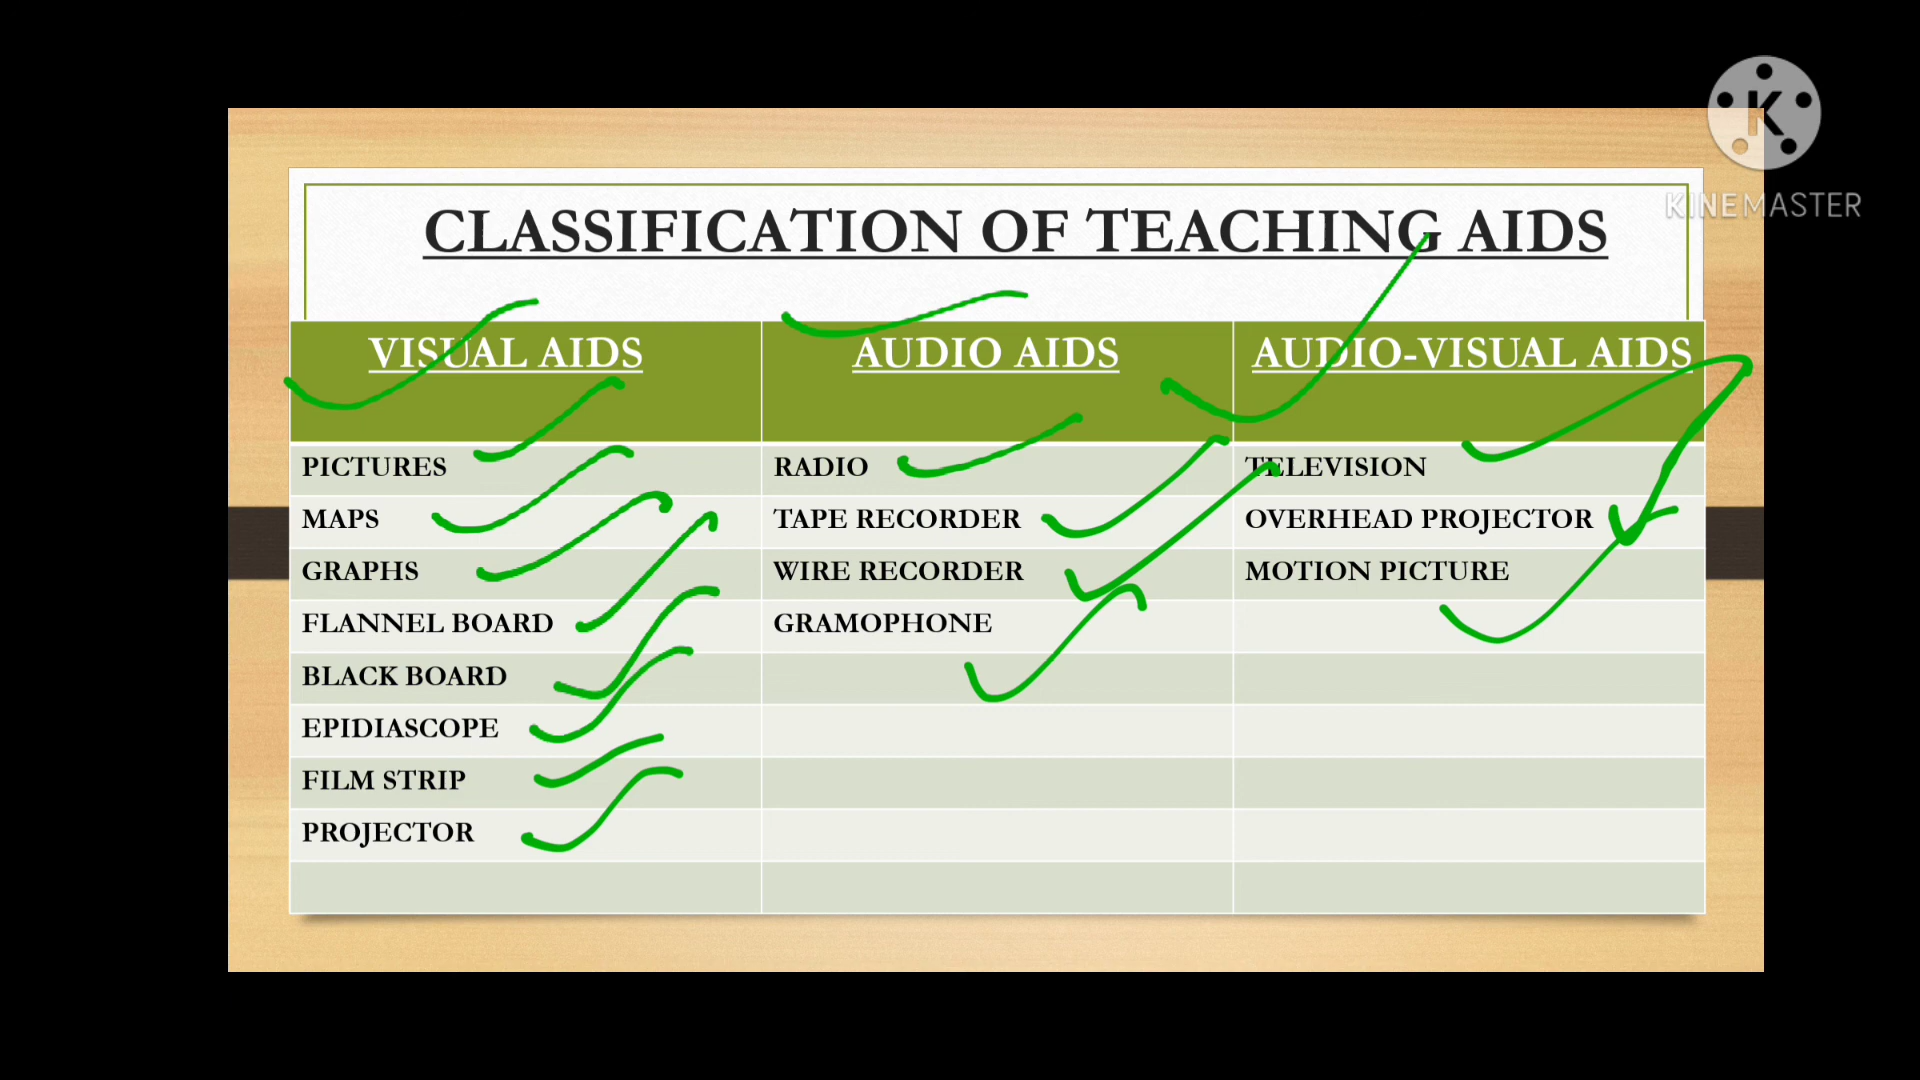 K
KINEMASTER
CLASSIFICATION OF TEACHING AIDS
VISUAL AIDS AUDIO AIDS AUDIO-VISUAL AIDS
PICTURES RADIO TELEVISION
MAPS TAPE RECORDER OVERHEAD PROJECTOR
GRAPHS WIRE RECORDER MOTION PICTURE
FLANNEL BOARD GRAMOPHONE
BLACK BOARD
EPIDIASCOPE
FILM STRIP
PROJECTOR